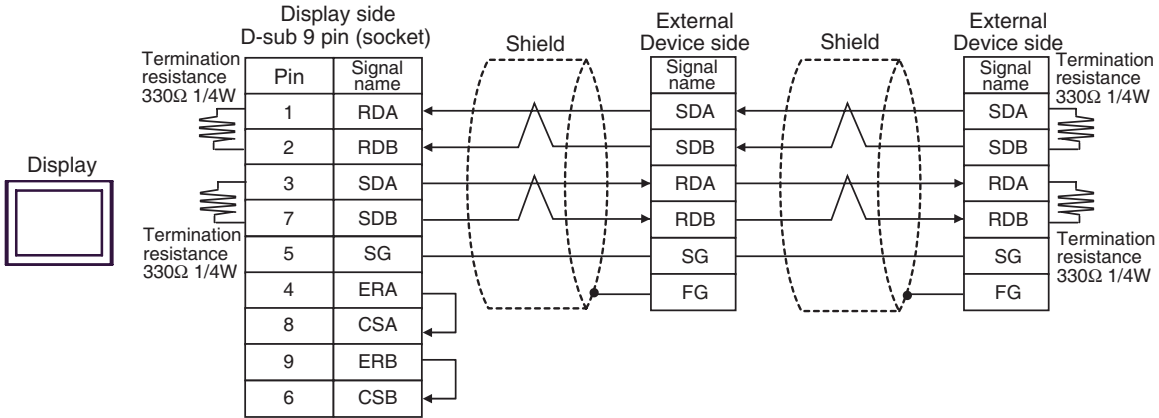 Display side
D-sub 9 pin (socket)
External
Device side
External
Device side
Shield
Shield
Termination
resistance
330Ω 1/4W
Termination
resistance
330Ω 1/4W
Pin
Signal
name
Signal
name
Signal
name
1
RDA
SDA
SDA
2
RDB
SDB
SDB
Display
3
SDA
RDA
RDA
7
SDB
RDB
RDB
Termination
resistance
330Ω 1/4W
Termination
resistance
330Ω 1/4W
5
SG
SG
SG
4
ERA
FG
FG
8
CSA
9
ERB
6
CSB